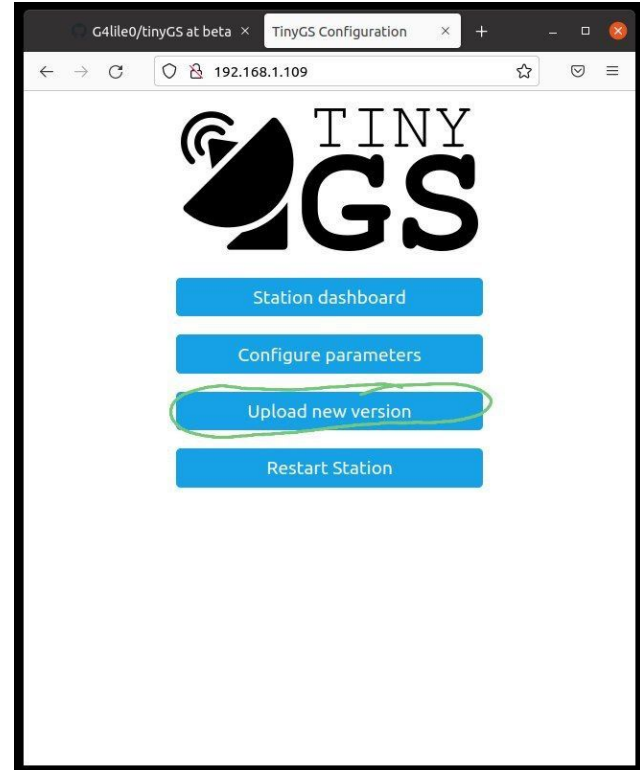 G4lile0/tinyGS at beta
TinyGS Configuration
192.168.1.109
TINY
GS
Station dashboard
Configure parameters
Upload new version
Restart Station